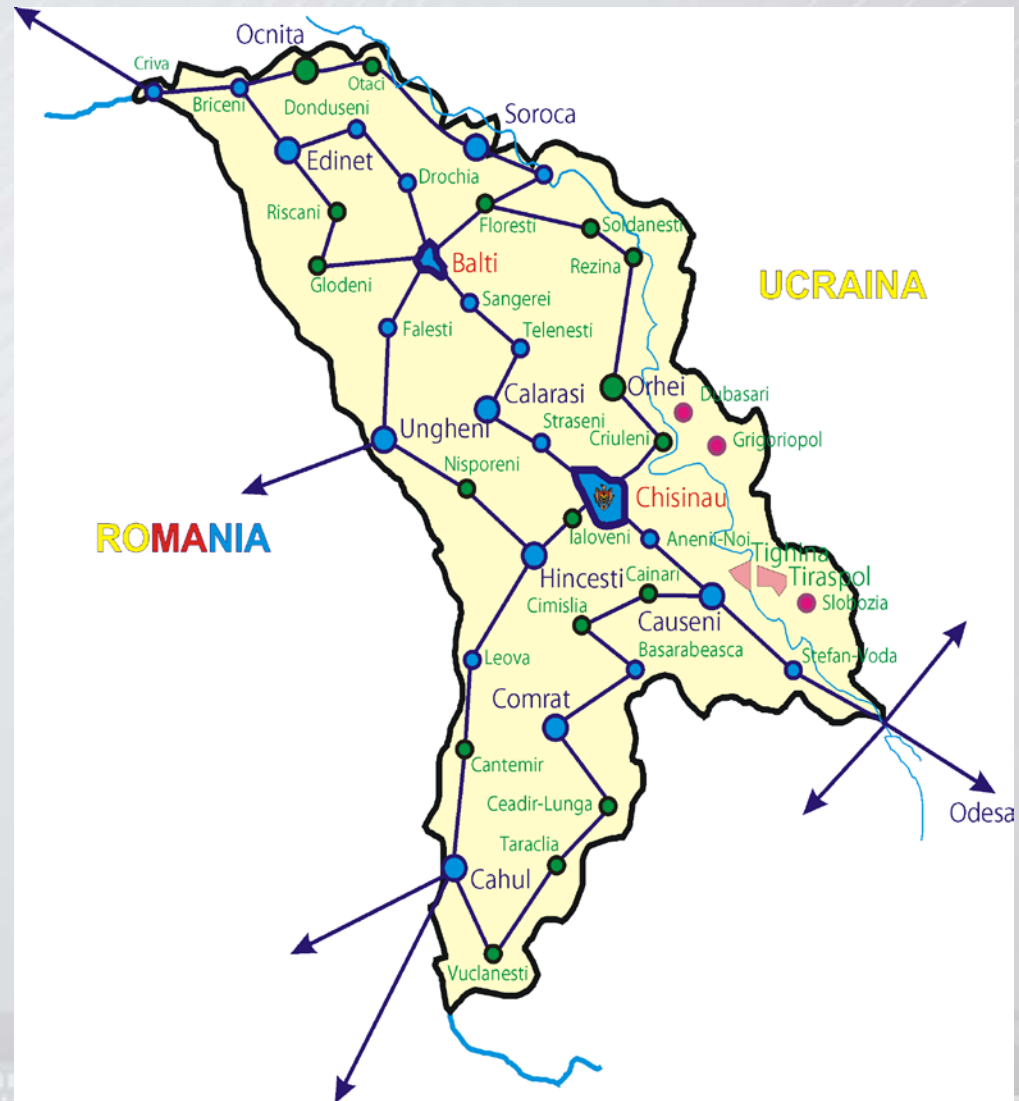 Ocnita
Criva
Otaci
Briceni
Donduseni
Soroca
Edinet
Drochia
Riscani
Floresti
Soldanesti
Rezina
Balti
Glodeni
UCRAINA
Sangerei
Falesti
Telenesti
Calarasi
Orhei
Dubasari
Straseni
Ungheni
Criuleni
Grigoriopol
Nisporeni
Chisinau
ROMANIA
Ialoveni
Anenii-Noi
Tighina
Hincesti
Cainari
Tiraspol
Cimislia
Slobozia
Causeni
Basarabeasca
Leova
Stefan-Voda
Comrat
Cantemir
Ceadir-Lunga
Odesa
Taraclia
Cahul
Vuclanesti